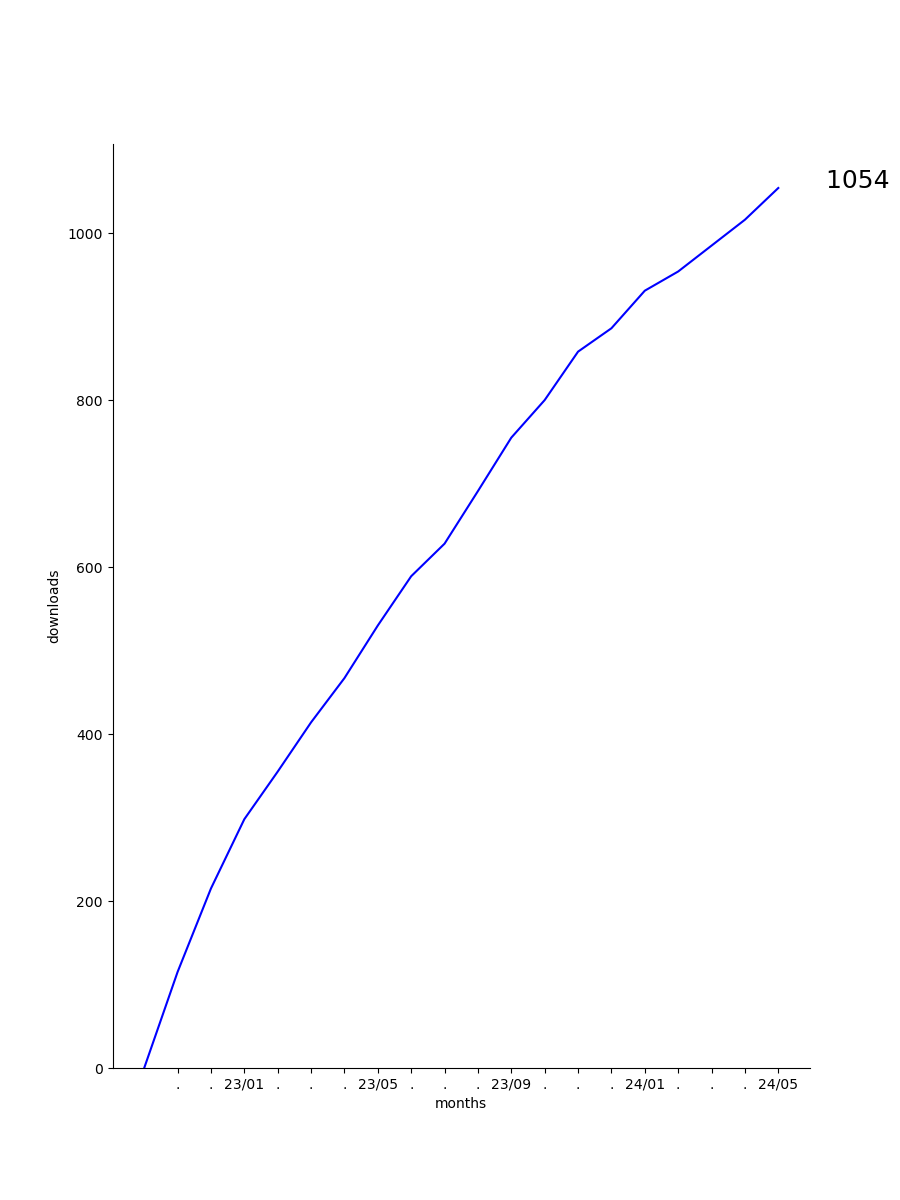 1054
1000
800
600
400
200
0
downloads
. . 23/01 . . . 23/05 . . . 23/09 . . . 24/01 . . . 24/05
months